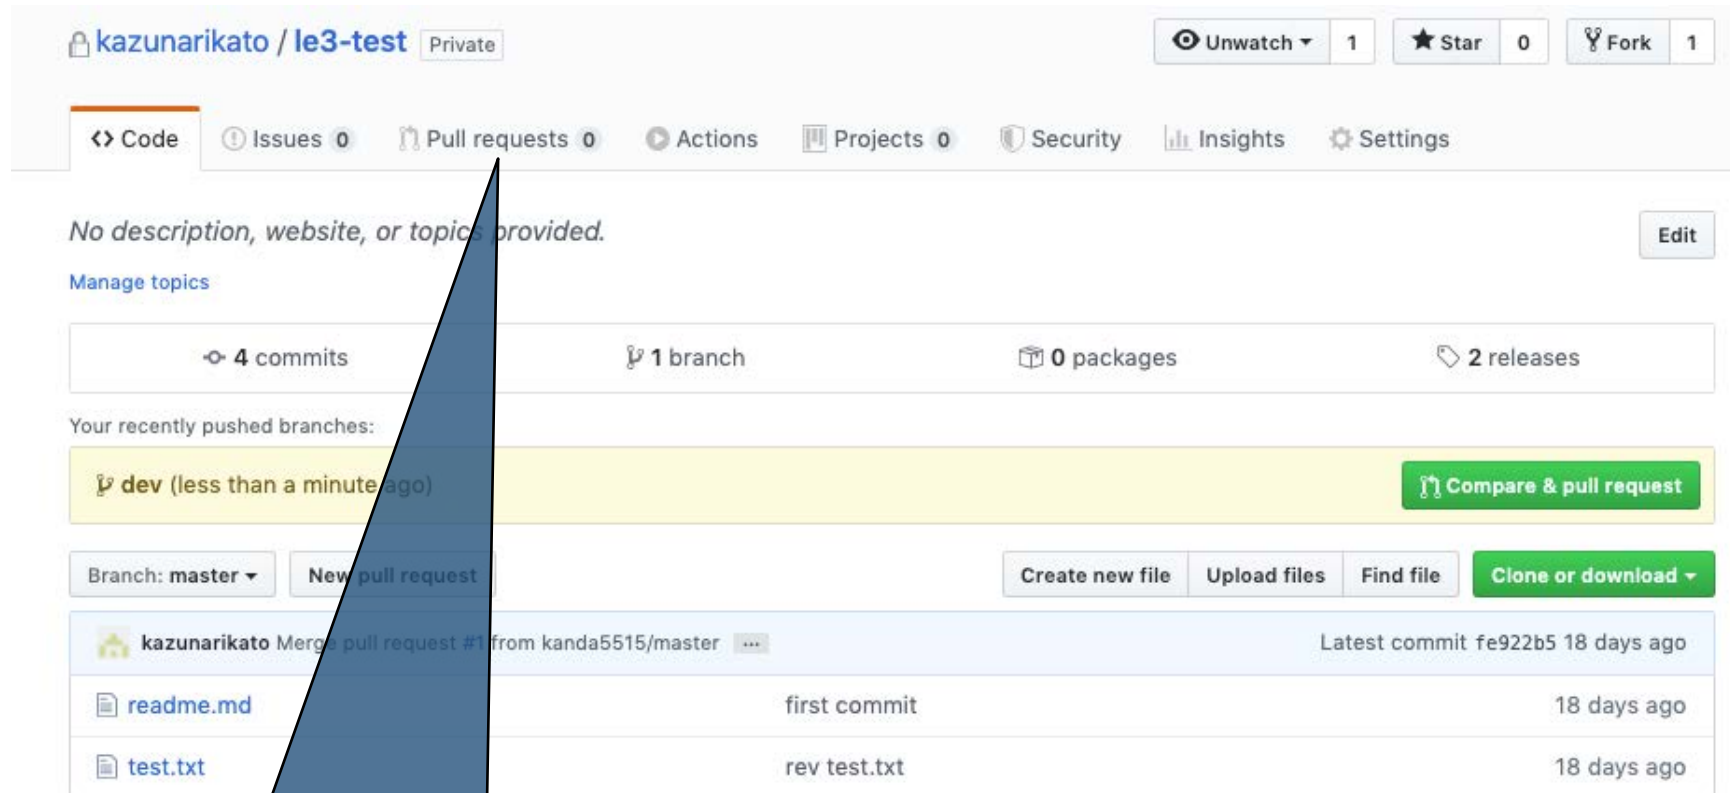 kazunarikato / le3-test Private Unwatch 1 Star 0 Fork 1
Code Issues 0 Pull requests 0 Actions Projects 0 Security Insights Settings
No description, website, or topics provided. Edit
Manage topics
4 commits 1 branch 0 packages 2 releases
Your recently pushed branches:
dev (less than a minute ago) Compare & pull request
Branch: master New pull request Create new file Upload files Find file Clone or download
kazunarikato Merge pull request #1 from kanda5515/master ... Latest commit fe922b5 18 days ago
readme.md first commit 18 days ago
test.txt rev test.txt 18 days ago